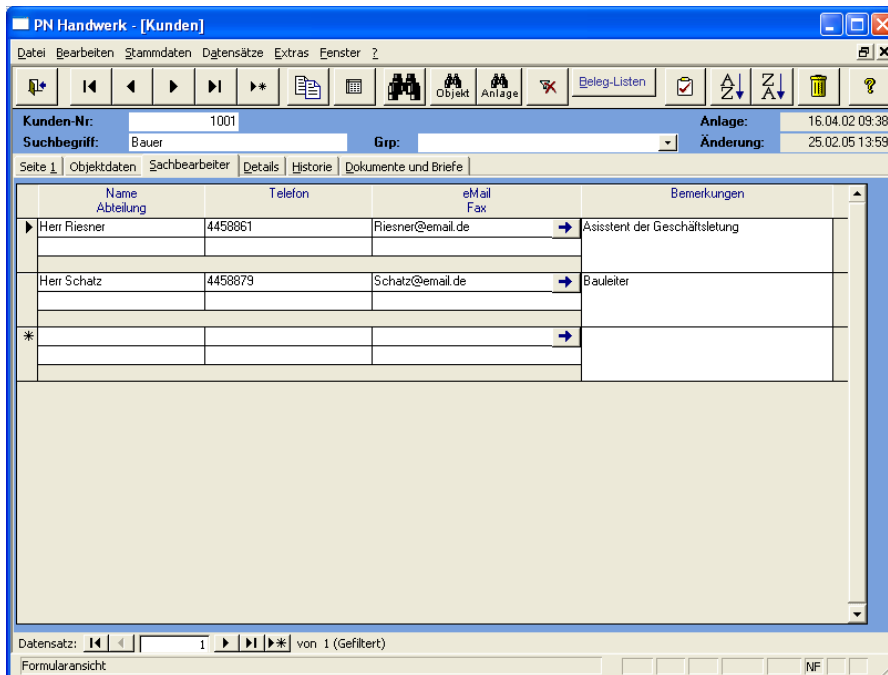 PN Handwerk - [Kunden]
Datei Bearbeiten Stammdaten Datensätze Extras Fenster ?
Objekt Anlage Beleg-Listen A Z Z A ?
Kunden-Nr: 1001 Anlage: 16.04.02 09:38
Suchbegriff: Bauer Grp: Änderung: 25.02.05 13:59
Seite 1 Objektdaten Sachbearbeiter Details Historie Dokumente und Briefe
Name Telefon eMail Bemerkungen
Abteilung Fax
Herr Riesner 4458861 Riesner@email.de Asisstent der Geschäftsletung
Herr Schatz 4458879 Schatz@email.de Bauleiter
Datensatz: 1 von 1 (Gefiltert)
Formularansicht NF